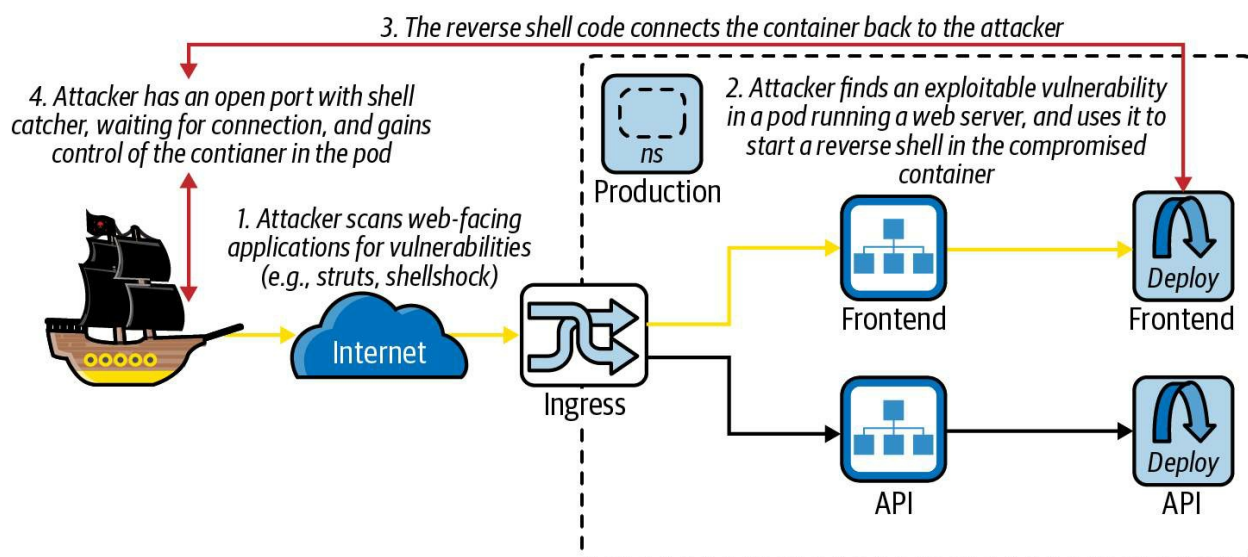 3. The reverse shell code connects the container back to the attacker
4. Attacker has an open port with shell
catcher, waiting for connection, and gains
control of the contianer in the pod
2. Attacker finds an exploitable vulnerability
in a pod running a web server, and uses it to
start a reverse shell in the compromised
container
ns
Production
1. Attacker scans web-facing
applications for vulnerabilities
(e.g., struts, shellshock)
Internet
Ingress
Frontend
Deploy
Frontend
API
Deploy
API